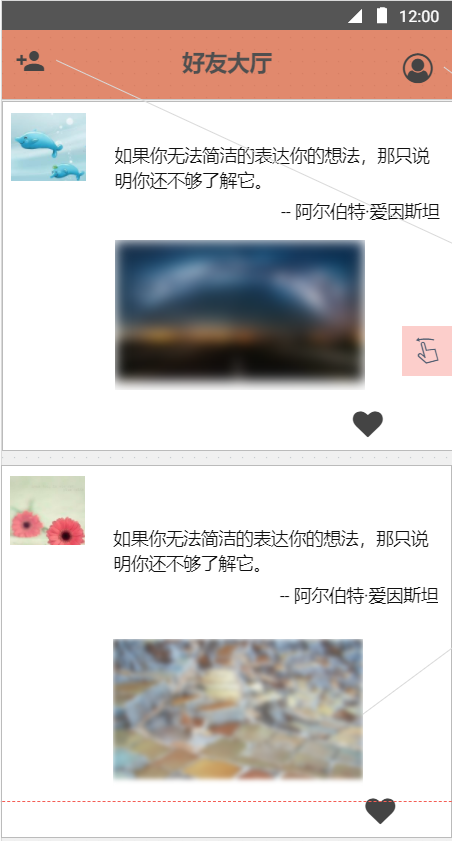 12:00
好友大厅
如果你无法简洁的表达你的想法，那只说
明你还不够了解它。
-- 阿尔伯特·爱因斯坦
如果你无法简洁的表达你的想法，那只说
明你还不够了解它。
-- 阿尔伯特·爱因斯坦